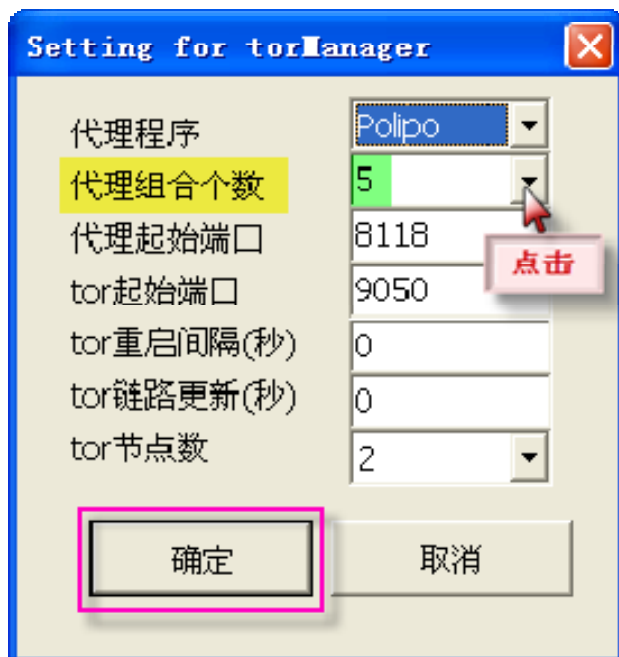 Setting for torManager
代理程序 Polipo
代理组合个数 5
代理起始端口 8118
点击
tor起始端口 9050
tor重启间隔(秒) 0
tor链路更新(秒) 0
tor节点数 2
确定 取消